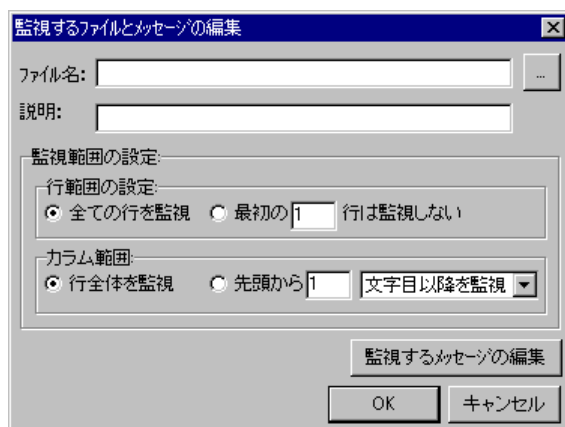 監視するファイルとメッセージの編集
ファイル名: ...
説明:
監視範囲の設定:
行範囲の設定:
全ての行を監視 最初の 1 行は監視しない
カラム範囲:
行全体を監視 先頭から 1 文字目以降を監視
監視するメッセージの編集
OK キャンセル